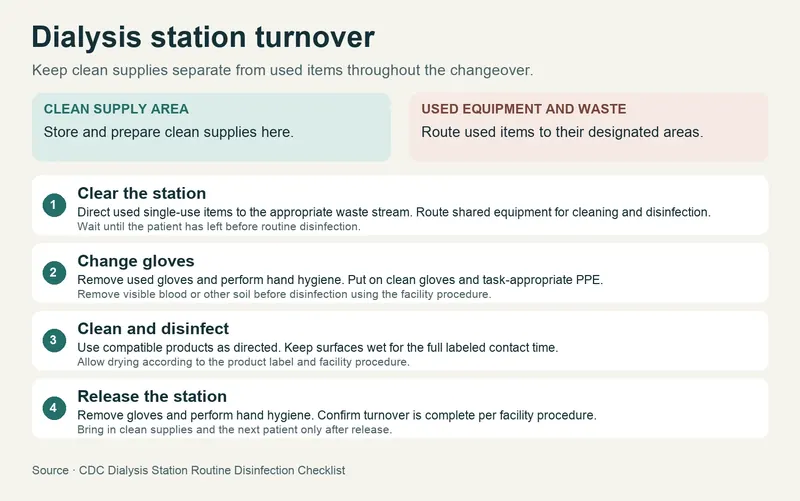 Dialysis station turnover
Keep clean supplies separate from used items throughout the changeover.
CLEAN SUPPLY AREA
Store and prepare clean supplies here.
USED EQUIPMENT AND WASTE
Route used items to their designated areas.
1
Clear the station
Direct used single-use items to the appropriate waste stream. Route shared equipment for cleaning and disinfection.
Wait until the patient has left before routine disinfection.
2
Change gloves
Remove used gloves and perform hand hygiene. Put on clean gloves and task-appropriate PPE.
Remove visible blood or other soil before disinfection using the facility procedure.
3
Clean and disinfect
Use compatible products as directed. Keep surfaces wet for the full labeled contact time.
Allow drying according to the product label and facility procedure.
4
Release the station
Remove gloves and perform hand hygiene. Confirm turnover is complete per facility procedure.
Bring in clean supplies and the next patient only after release.
Source · CDC Dialysis Station Routine Disinfection Checklist